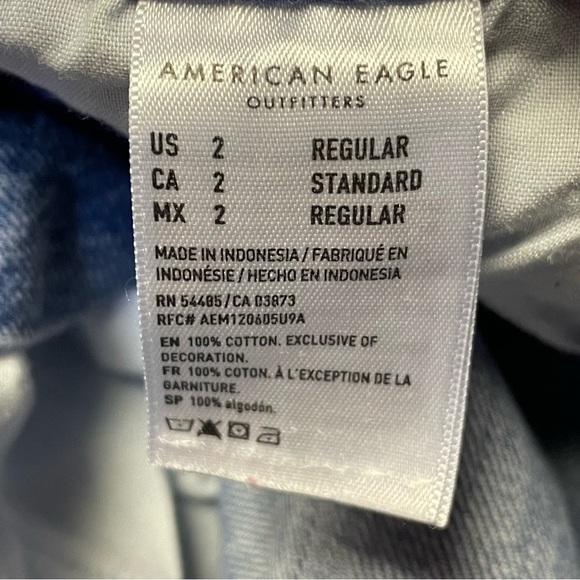 AMERICAN EAGLE
OUTFITTERS
US 2 REGULAR
CA 2 STANDARD
MX 2 REGULAR
MADE IN INDONESIA / FABRIQUÉ EN
INDONÉSIE / HECHO EN INDONESIA
RN 54485/CA 03873
RFC# AEM120605U9A
EN 100% COTTON. EXCLUSIVE OF
DECORATION.
FR 100% COTON. À L'EXCEPTION DE LA
GARNITURE.
SP 100% algodón.